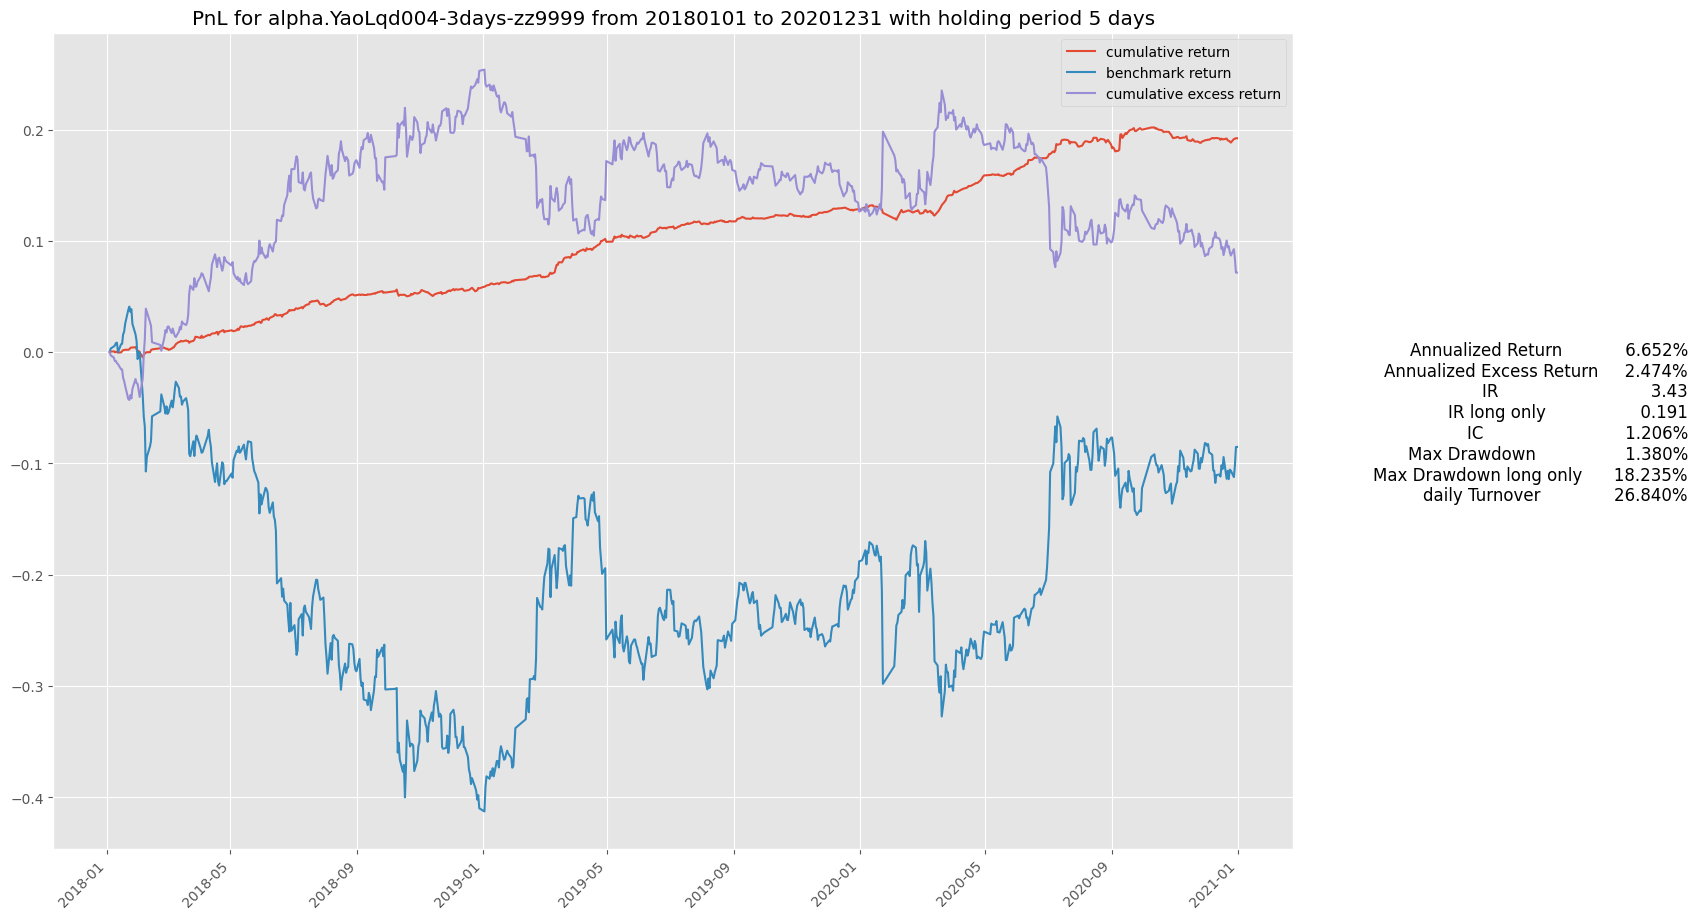 PnL for alpha.YaoLqd004-3days-zz9999 from 20180101 to 20201231 with holding period 5 days
cumulative return
benchmark return
cumulative excess return
0.2
0.1
0.0
−0.1
−0.2
−0.3
−0.4
2018-01
2018-05
2018-09
2019-01
2019-05
2019-09
2020-01
2020-05
2020-09
2021-01
Annualized Return 6.652%
Annualized Excess Return 2.474%
IR 3.43
IR long only 0.191
IC 1.206%
Max Drawdown 1.380%
Max Drawdown long only 18.235%
daily Turnover 26.840%